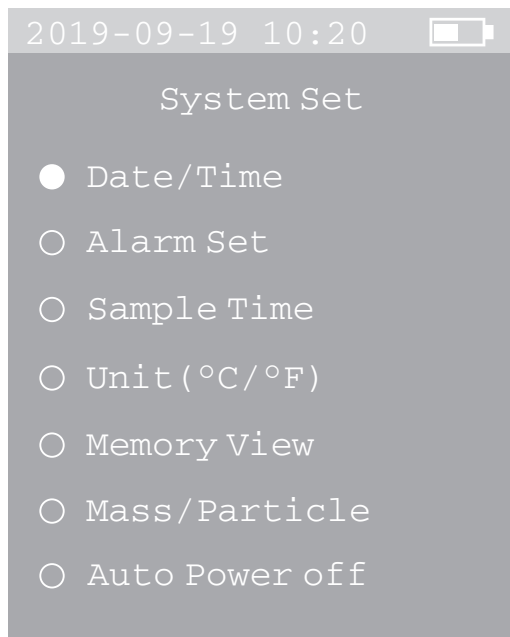 2019-09-19 10:20
System Set
Date/Time
Alarm Set
Sample Time
Unit(°C/°F)
Memory View
Mass/Particle
Auto Power off